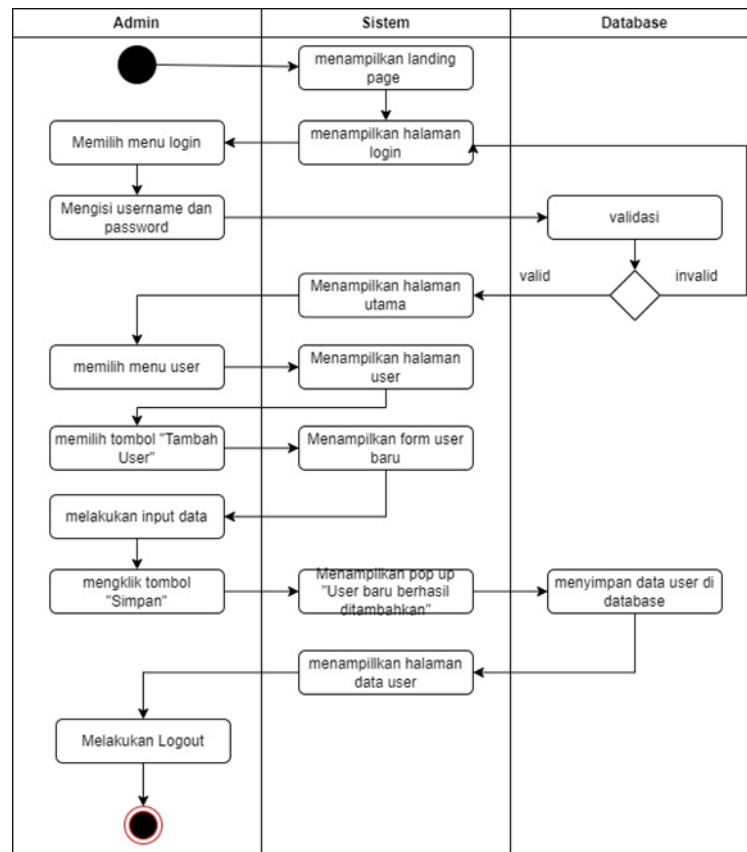 Admin
Sistem
Database
menampilkan landing
page
menampilkan halaman
login
Memilih menu login
Mengisi username dan
password
validasi
valid
invalid
Menampilkan halaman
utama
memilih menu user
Menampilkan halaman
user
memilih tombol "Tambah
User"
Menampilkan form user
baru
melakukan input data
mengklik tombol
"Simpan"
Menampilkan pop up
"User baru berhasil
ditambahkan"
menyimpan data user di
database
menampillkan halaman
data user
Melakukan Logout